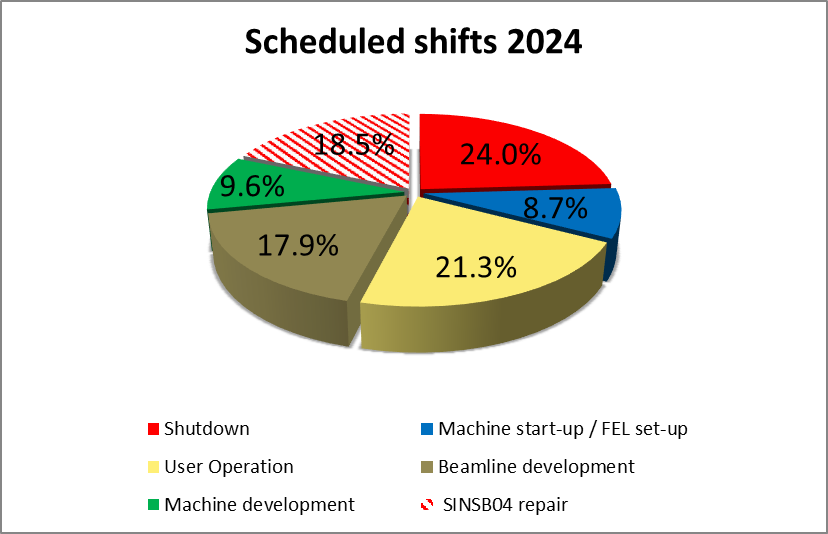 Scheduled shifts 2024
18.5%
24.0%
9.6%
8.7%
17.9%
21.3%
Shutdown
Machine start-up / FEL set-up
User Operation
Beamline development
Machine development
SINSB04 repair